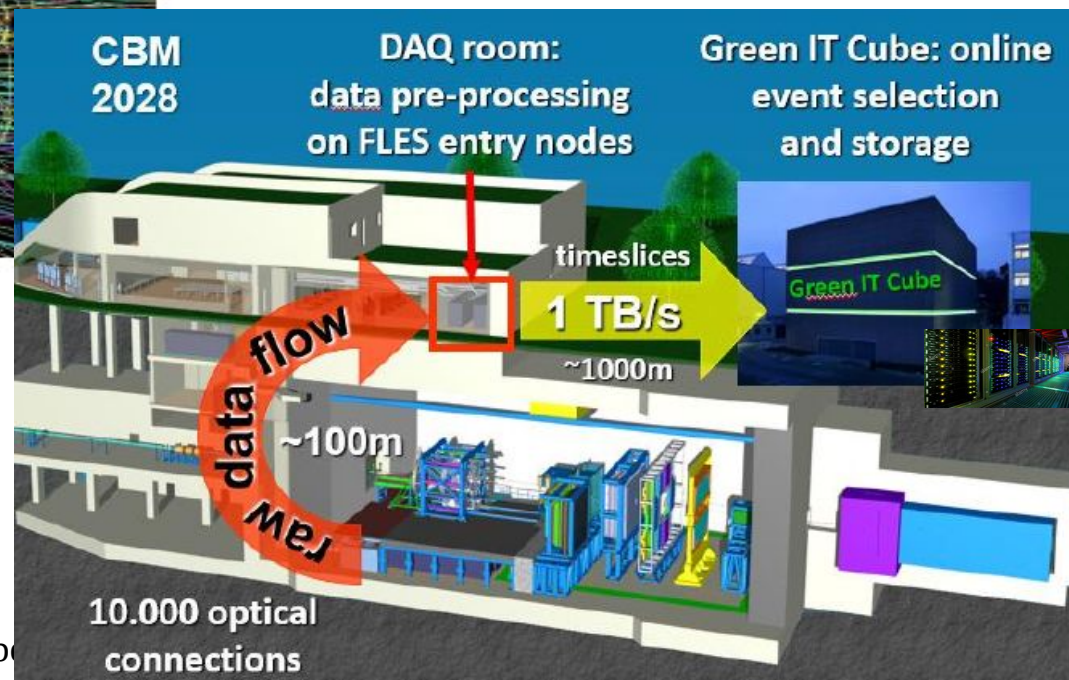 CBM
2028
DAQ room:
data pre-processing
on FLES entry nodes
Green IT Cube: online
event selection
and storage
timeslices
1 TB/s
~1000m
Green IT Cube
raw data flow
~100m
10.000 optical
connections